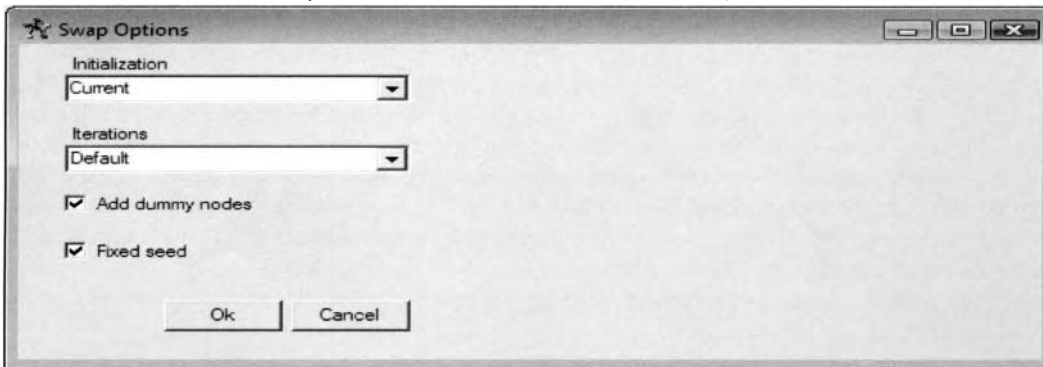 Swap Options
Initialization
Current
Iterations
Default
Add dummy nodes
Fixed seed
Ok Cancel